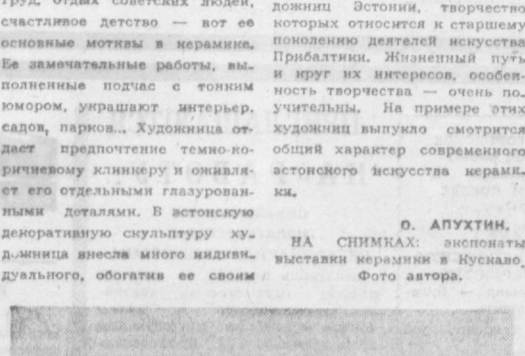 труд, отдых советских людей,
счастливое детство — вот ее
основные мотивы в керамике.
Ее замечательные работы, вы-
полненные подчас с тонким
юмором, украшают интерьер,
садов, парков... Художница от-
дает предпочтение темно-ко-
ричневому клинкеру и оживля-
ет его отдельными глазурован-
ными деталями. В эстонскую
декоративную скульптуру ху-
дожница внесла много индиви-
дуального, обогатив ее своим
дожниц Эстонии, творчество
которых относится к старшему
поколению деятелей искусства
Прибалтики. Жизненный путь
и круг их интересов, особен-
ность творчества — очень по-
учительны. На примере этих
художниц выпукло смотрится
общий характер современного
эстонского искусства керами-
ки.
О. АПУХТИН.
НА СНИМКАХ: экспонаты
выставки керамики в Кускаво.
Фото автора.